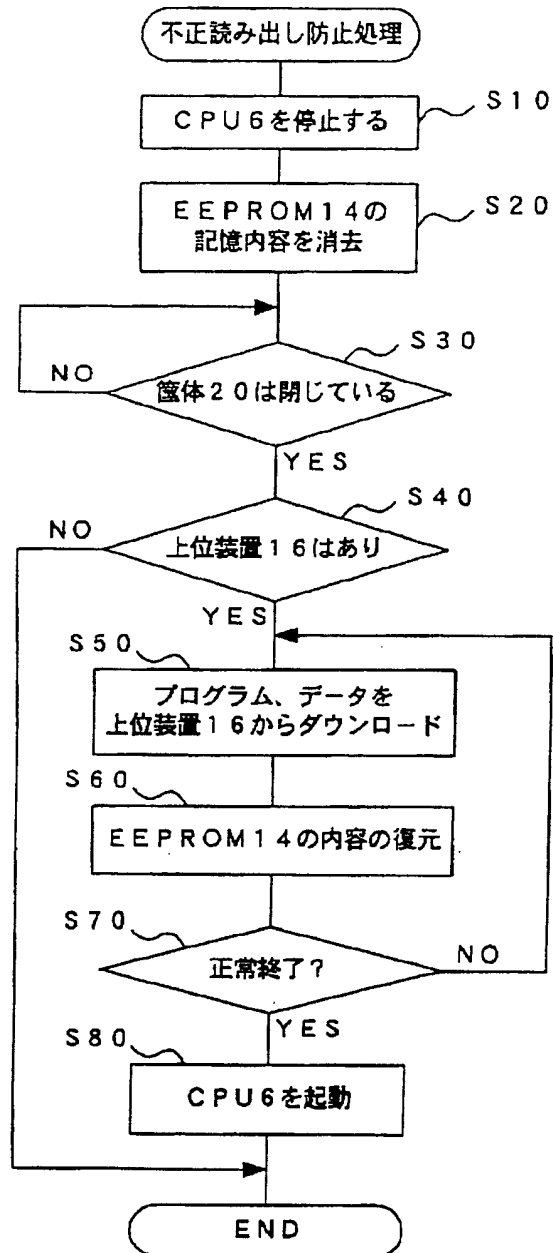 不正読み出し防止処理
S10
CPU6を停止する
S20
EEPROM14の
記憶内容を消去
S30
NO
筐体20は閉じている
YES
S40
NO
上位装置16はあり
YES
S50
プログラム、データを
上位装置16からダウンロード
S60
EEPROM14の内容の復元
S70
正常終了?
NO
YES
S80
CPU6を起動
END